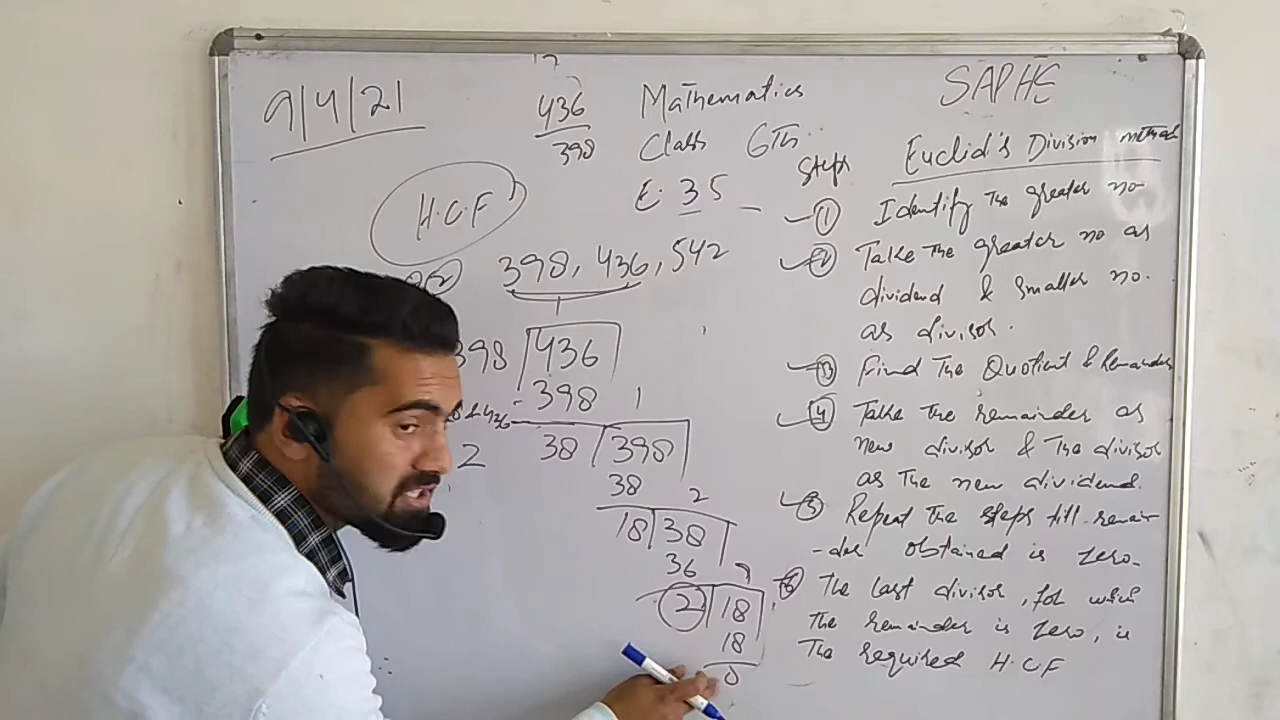 9/4/21
436
398
Mathematics
Class 6Th
E. 35
H.C.F
398, 436, 542
398 436
- 398 1
38 398
2
38 2
18 38
36 9
2 18
18
0
SAPHE
Steps Euclid's Division method
① Identify The greater no
② Take The greater no as
dividend & smaller no.
as divisor.
③ Find The Quotient & Remainder
④ Take The remainder as
new divisor & The divisor
as The new dividend.
⑤ Repeat The steps till remain-
-der obtained is zero.
⑥ The last divisor, for which
The remainder is zero, is
The required H.C.F